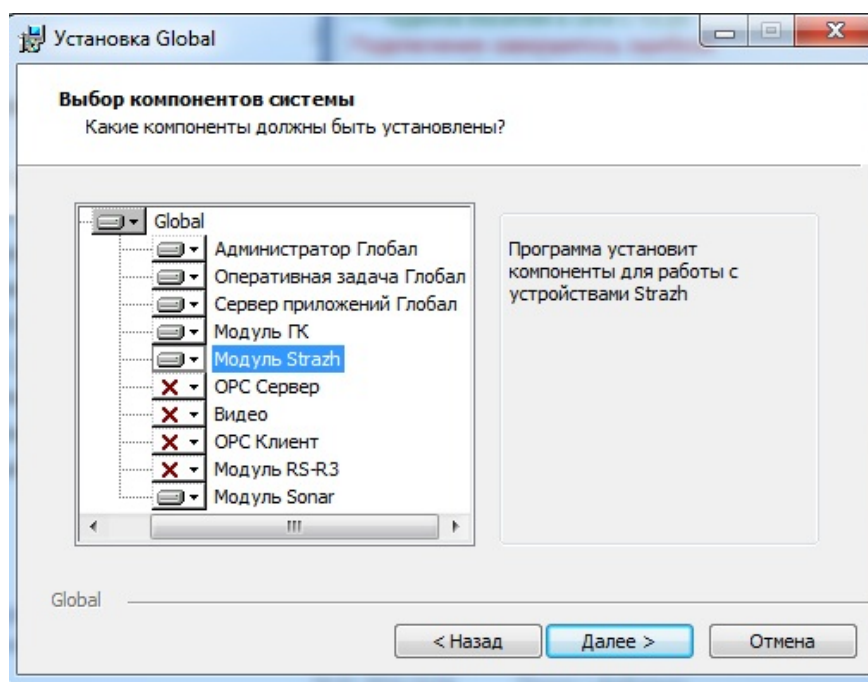 Установка Global
Выбор компонентов системы
Какие компоненты должны быть установлены?
Global
Администратор Глобал
Оперативная задача Глобал
Сервер приложений Глобал
Модуль ГК
Модуль Strazh
ОРС Сервер
Видео
ОРС Клиент
Модуль RS-R3
Модуль Sonar
Программа установит
компоненты для работы с
устройствами Strazh
Global
< Назад
Далее >
Отмена